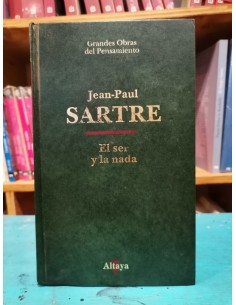 Grandes Obras
del Pensamiento
Jean-Paul
SARTRE
El ser
y la nada
Altaya